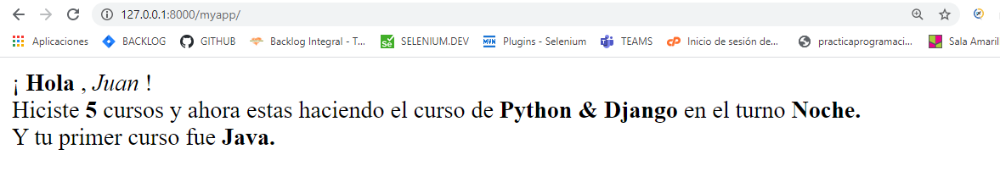 127.0.0.1:8000/myapp/
Aplicaciones BACKLOG GITHUB Backlog Integral - T... SELENIUM.DEV Plugins - Selenium TEAMS Inicio de sesión de... practicaprogramaci... Sala Amaril
¡ Hola , Juan !
Hiciste 5 cursos y ahora estas haciendo el curso de Python & Django en el turno Noche.
Y tu primer curso fue Java.